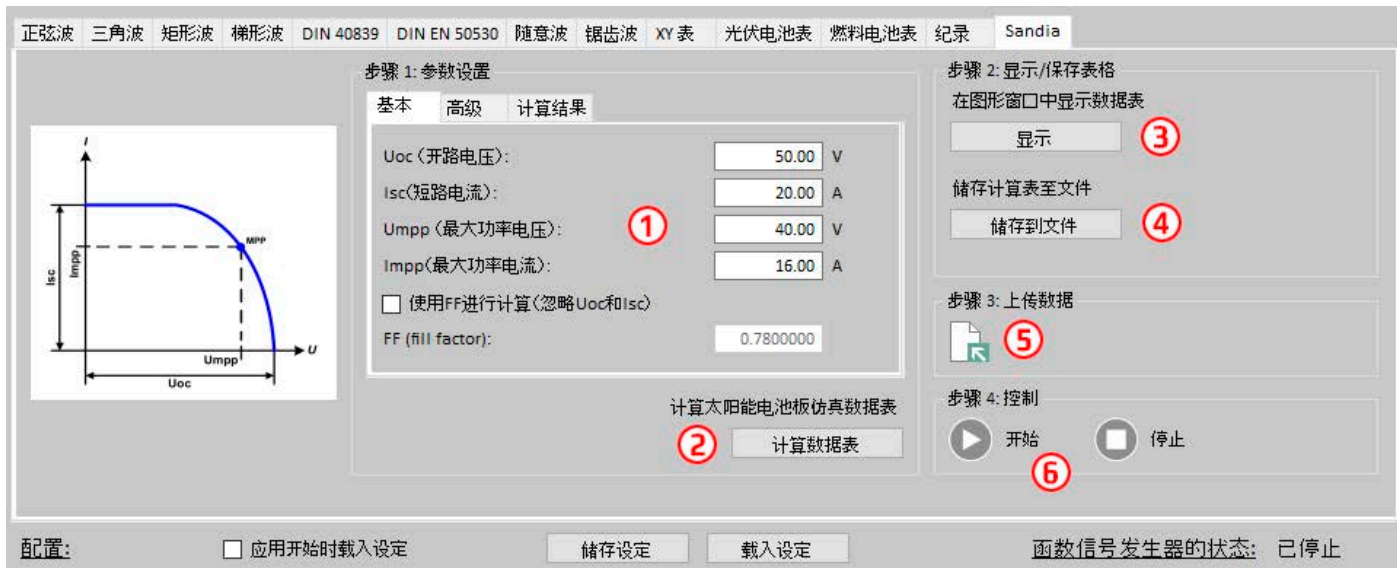 正弦波 三角波 矩形波 梯形波 DIN 40839 DIN EN 50530 随意波 锯齿波 XY 表 光伏电池表 燃料电池表 纪录 Sandia
I
MPP
Isc
Impp
Umpp
U
Uoc
步骤 1: 参数设置
基本 高级 计算结果
Uoc (开路电压): 50.00 V
Isc(短路电流): 20.00 A
Umpp (最大功率电压): 40.00 V
①
Impp(最大功率电流): 16.00 A
使用FF进行计算(忽略Uoc和Isc)
FF (fill factor): 0.7800000
计算太阳能电池板仿真数据表
② 计算数据表
步骤 2: 显示/保存表格
在图形窗口中显示数据表
显示 ③
储存计算表至文件
储存到文件 ④
步骤 3: 上传数据
⑤
步骤 4: 控制
开始 停止
⑥
配置: 应用开始时载入设定 储存设定 载入设定 函数信号发生器的状态: 已停止